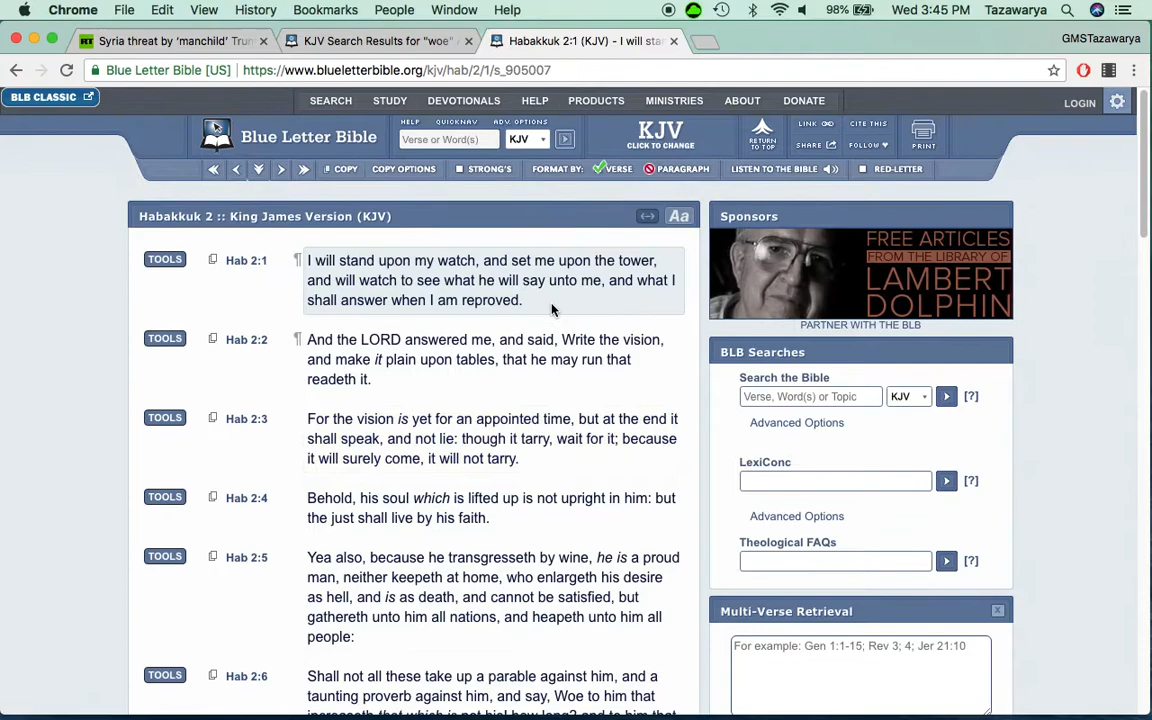 Chrome File Edit View History Bookmarks People Window Help 98% Wed 3:45 PM Tazawarya
RT Syria threat by 'manchild' Trum × KJV Search Results for "woe" × Habakkuk 2:1 (KJV) - I will stan × GMSTazawarya
Blue Letter Bible [US] https://www.blueletterbible.org/kjv/hab/2/1/s_905007
BLB CLASSIC SEARCH STUDY DEVOTIONALS HELP PRODUCTS MINISTRIES ABOUT DONATE LOGIN
Blue Letter Bible
HELP QUICKNAV ADV. OPTIONS
Verse or Word(s) KJV
KJV
CLICK TO CHANGE
RETURN
TO TOP
LINK CITE THIS
SHARE FOLLOW PRINT
COPY COPY OPTIONS STRONG'S FORMAT BY: VERSE PARAGRAPH LISTEN TO THE BIBLE RED-LETTER
Habakkuk 2 :: King James Version (KJV) Aa
TOOLS Hab 2:1 ¶ I will stand upon my watch, and set me upon the tower,
and will watch to see what he will say unto me, and what I
shall answer when I am reproved.
TOOLS Hab 2:2 ¶ And the LORD answered me, and said, Write the vision,
and make it plain upon tables, that he may run that
readeth it.
TOOLS Hab 2:3 For the vision is yet for an appointed time, but at the end it
shall speak, and not lie: though it tarry, wait for it; because
it will surely come, it will not tarry.
TOOLS Hab 2:4 Behold, his soul which is lifted up is not upright in him: but
the just shall live by his faith.
TOOLS Hab 2:5 Yea also, because he transgresseth by wine, he is a proud
man, neither keepeth at home, who enlargeth his desire
as hell, and is as death, and cannot be satisfied, but
gathereth unto him all nations, and heapeth unto him all
people:
TOOLS Hab 2:6 Shall not all these take up a parable against him, and a
taunting proverb against him, and say, Woe to him that
increaseth that which is not his! how long? and to him that
Sponsors
FREE ARTICLES
FROM THE LIBRARY OF
LAMBERT
DOLPHIN
PARTNER WITH THE BLB
BLB Searches
Search the Bible
Verse, Word(s) or Topic KJV [?]
Advanced Options
LexiConc
[?]
Advanced Options
Theological FAQs
[?]
Multi-Verse Retrieval x
For example: Gen 1:1-15; Rev 3; 4; Jer 21:10